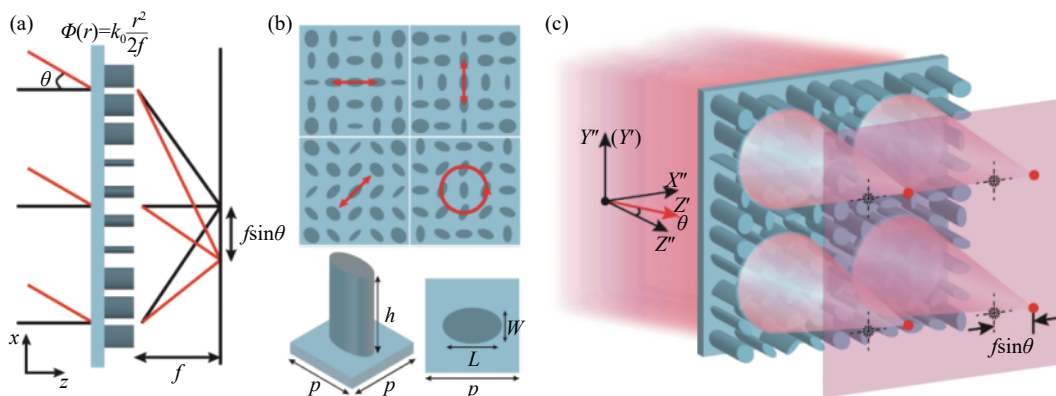 (a)
Φ(r)=k₀ r²/2f
θ
fsinθ
x
z
f
(b)
h
p
p
W
L
p
(c)
Y″
(Y′)
X″
Z′
θ
Z″
fsinθ